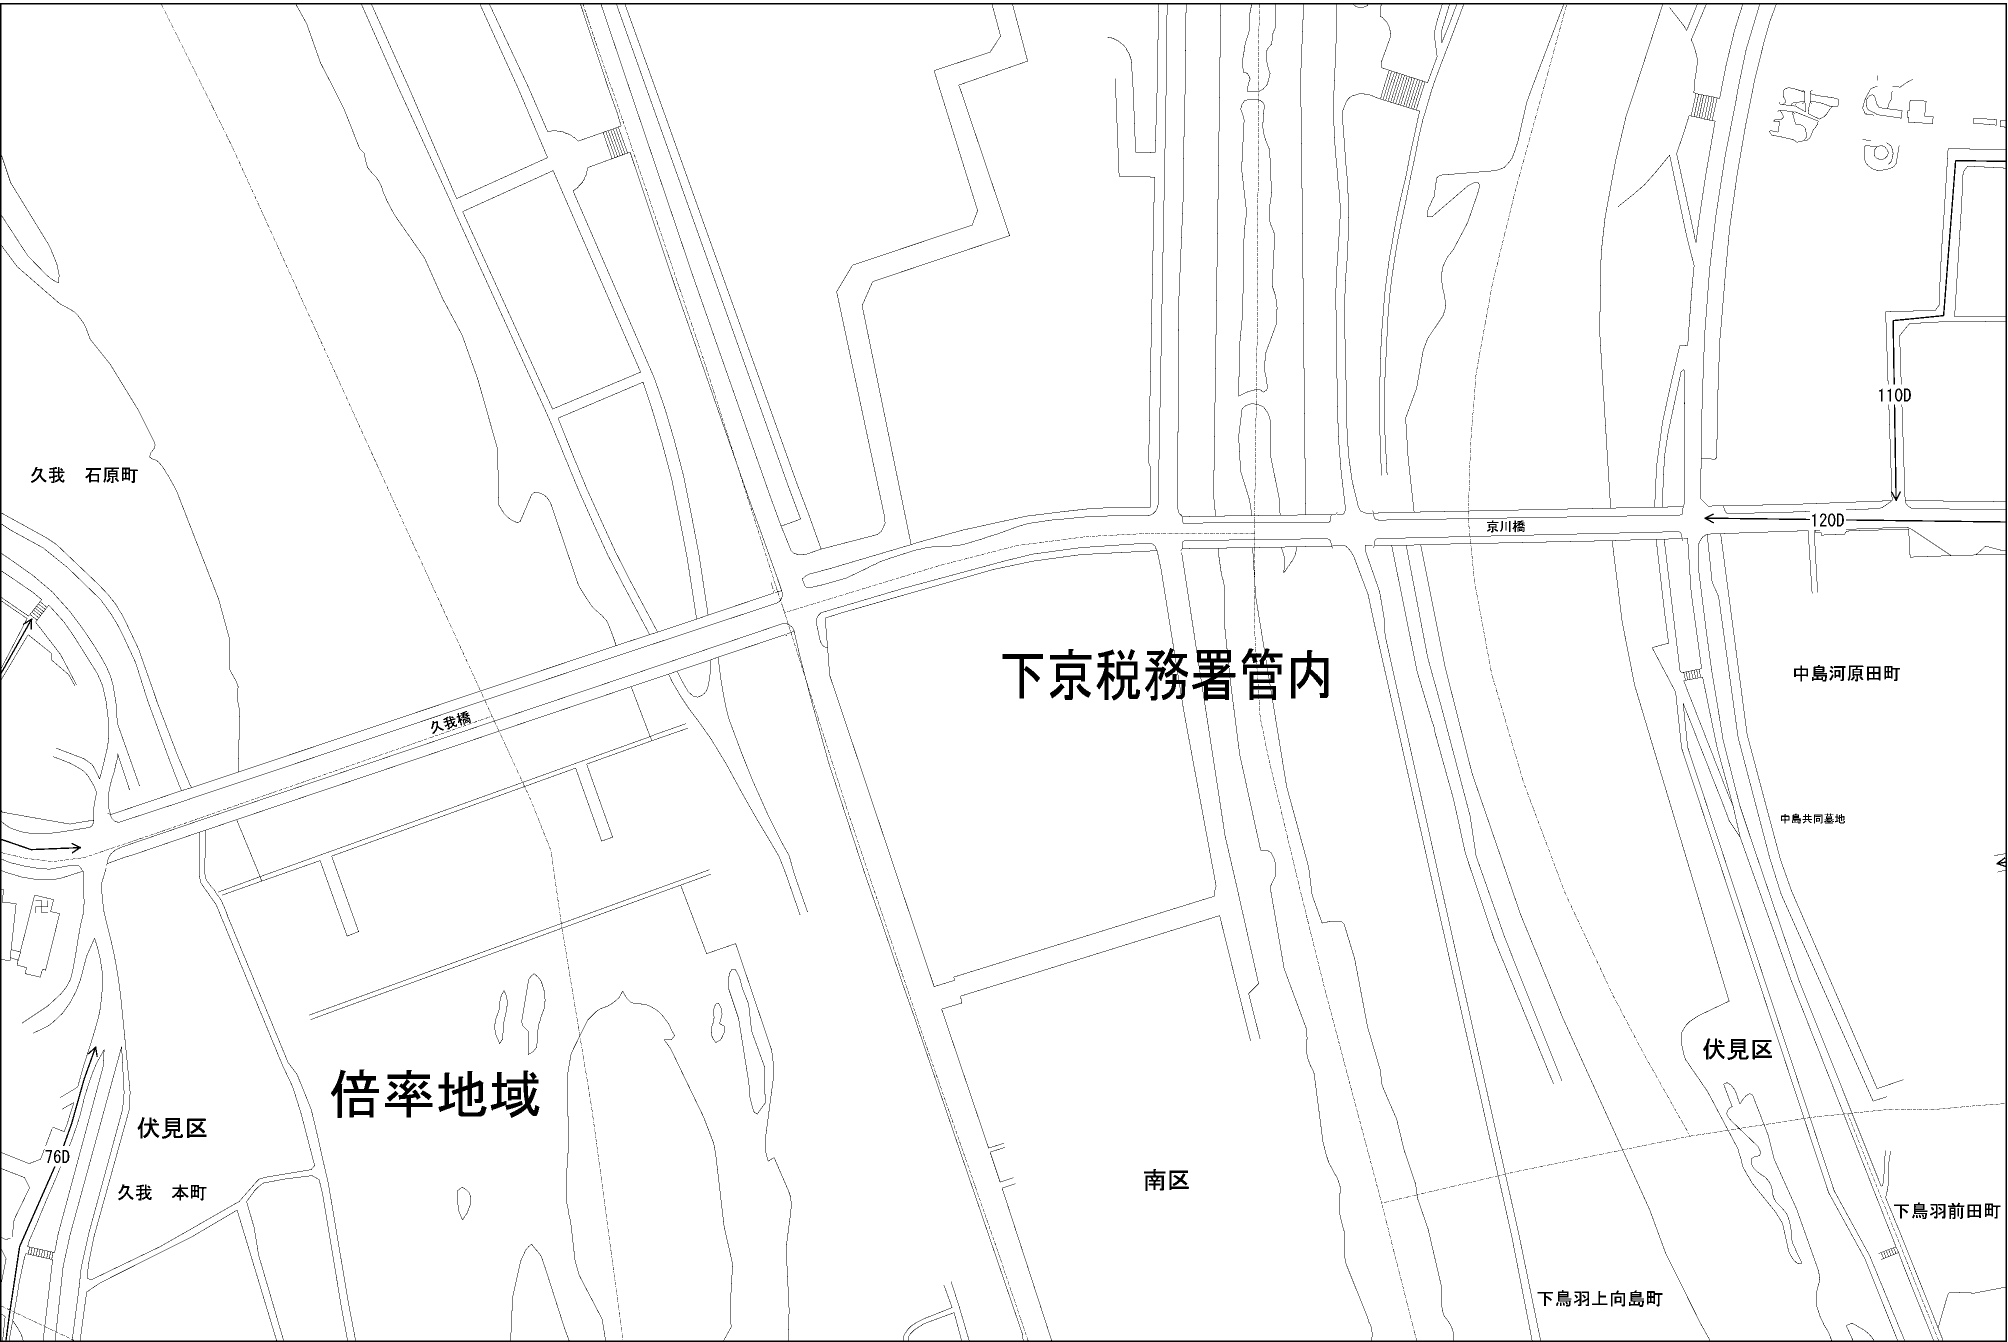 110D
久我　石原町
120D
京川橋
下京税務署管内
中島河原田町
久我橋
中島共同墓地
伏見区
倍率地域
伏見区
76D
南区
久我　本町
下鳥羽前田町
下鳥羽上向島町